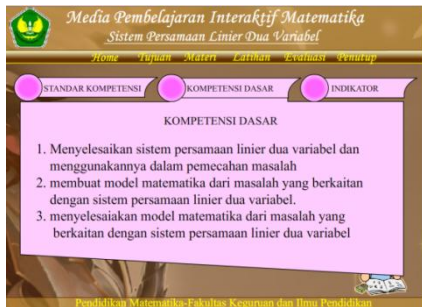 Media Pembelajaran Interaktif Matematika
Sistem Persamaan Linier Dua Variabel
Home Tujuan Materi Latihan Evaluasi Penutup
STANDAR KOMPETENSI KOMPETENSI DASAR INDIKATOR
KOMPETENSI DASAR
1. Menyelesaikan sistem persamaan linier dua variabel dan
menggunakannya dalam pemecahan masalah
2. membuat model matematika dari masalah yang berkaitan
dengan sistem persamaan linier dua variabel.
3. menyelesaiakan model matematika dari masalah yang
berkaitan dengan sistem persamaan linier dua variabel
Pendidikan Matematika-Fakultas Keguruan dan Ilmu Pendidikan